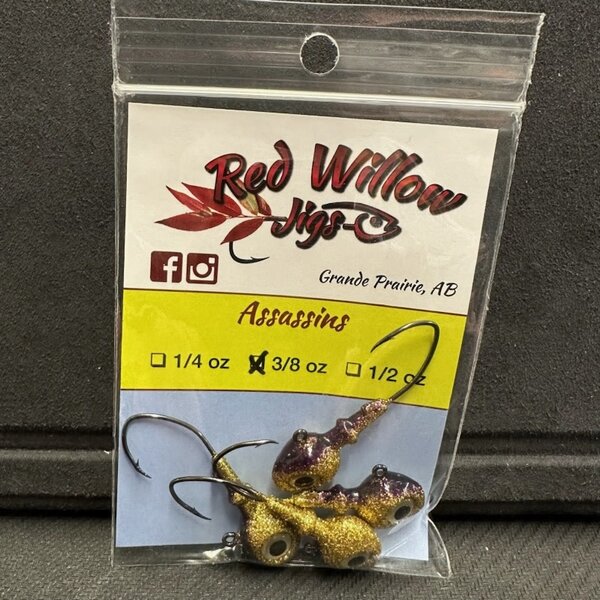 Red Willow
Jigs
Grande Prairie, AB
Assassins
1/4 oz 3/8 oz 1/2 oz